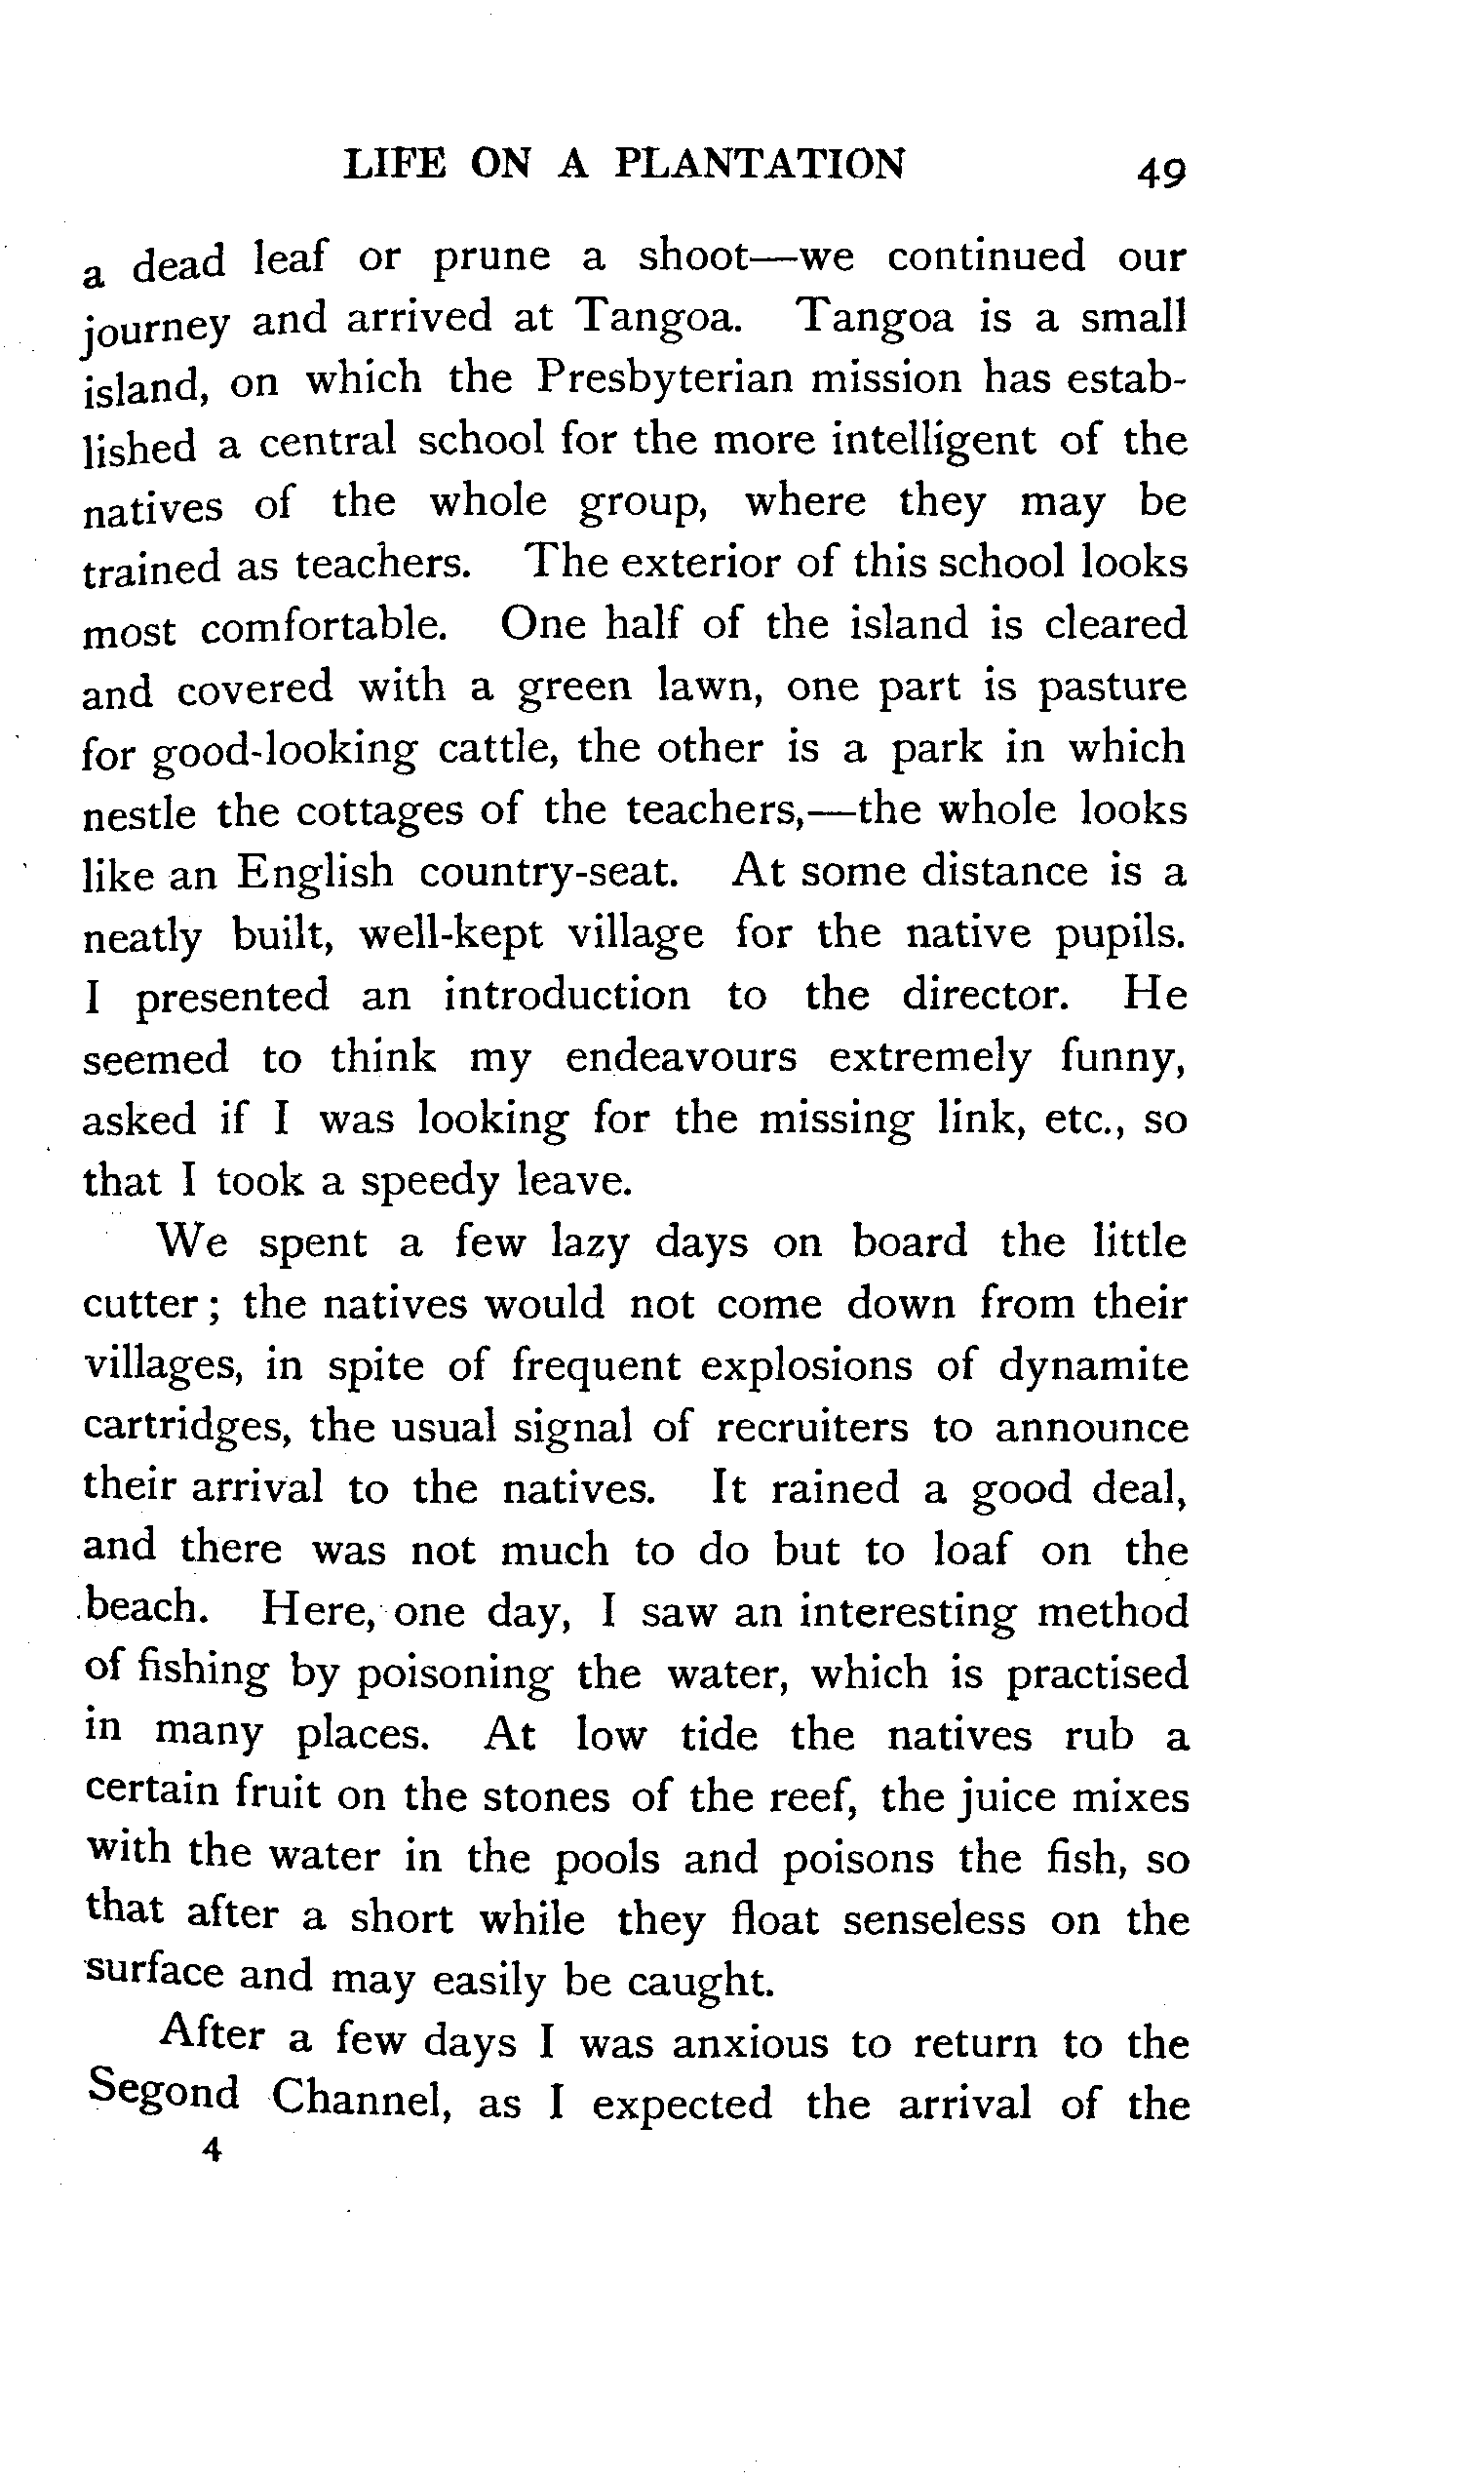 LIFE ON A PLANTATION 49
a dead leaf or prune a shoot—we continued our
journey and arrived at Tangoa. Tangoa is a small
island, on which the Presbyterian mission has estab-
lished a central school for the more intelligent of the
natives of the whole group, where they may be
trained as teachers. The exterior of this school looks
most comfortable. One half of the island is cleared
and covered with a green lawn, one part is pasture
for good-looking cattle, the other is a park in which
nestle the cottages of the teachers,—the whole looks
like an English country-seat. At some distance is a
neatly built, well-kept village for the native pupils.
I presented an introduction to the director. He
seemed to think my endeavours extremely funny,
asked if I was looking for the missing link, etc., so
that I took a speedy leave.
We spent a few lazy days on board the little
cutter; the natives would not come down from their
villages, in spite of frequent explosions of dynamite
cartridges, the usual signal of recruiters to announce
their arrival to the natives. It rained a good deal,
and there was not much to do but to loaf on the
beach. Here, one day, I saw an interesting method
of fishing by poisoning the water, which is practised
in many places. At low tide the natives rub a
certain fruit on the stones of the reef, the juice mixes
with the water in the pools and poisons the fish, so
that after a short while they float senseless on the
surface and may easily be caught.
After a few days I was anxious to return to the
Segond Channel, as I expected the arrival of the
4